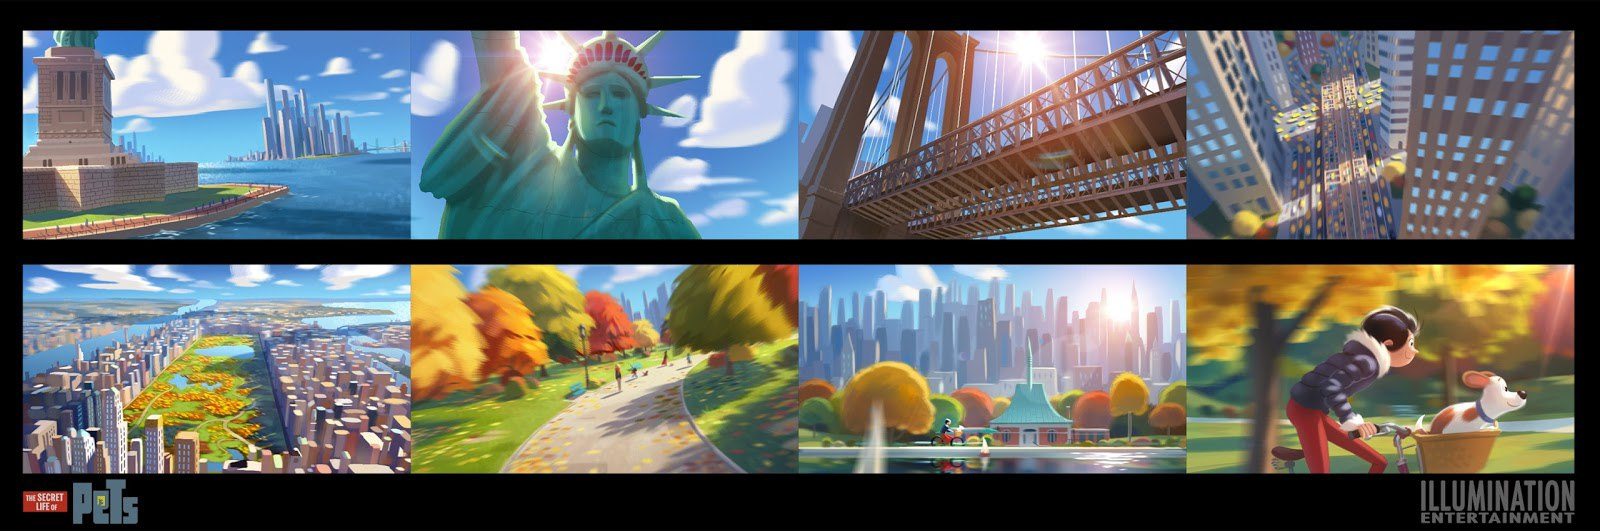 THE SECRET
LIFE OF
PETS
ILLUMINATION
ENTERTAINMENT